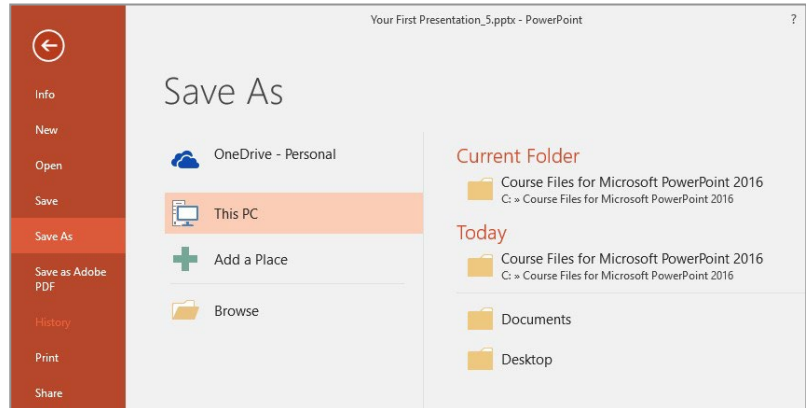 Your First Presentation_5.pptx - PowerPoint
?
Info
New
Open
Save
Save As
Save as Adobe
PDF
History
Print
Share
Save As
OneDrive - Personal
This PC
Add a Place
Browse
Current Folder
Course Files for Microsoft PowerPoint 2016
C: » Course Files for Microsoft PowerPoint 2016
Today
Course Files for Microsoft PowerPoint 2016
C: » Course Files for Microsoft PowerPoint 2016
Documents
Desktop